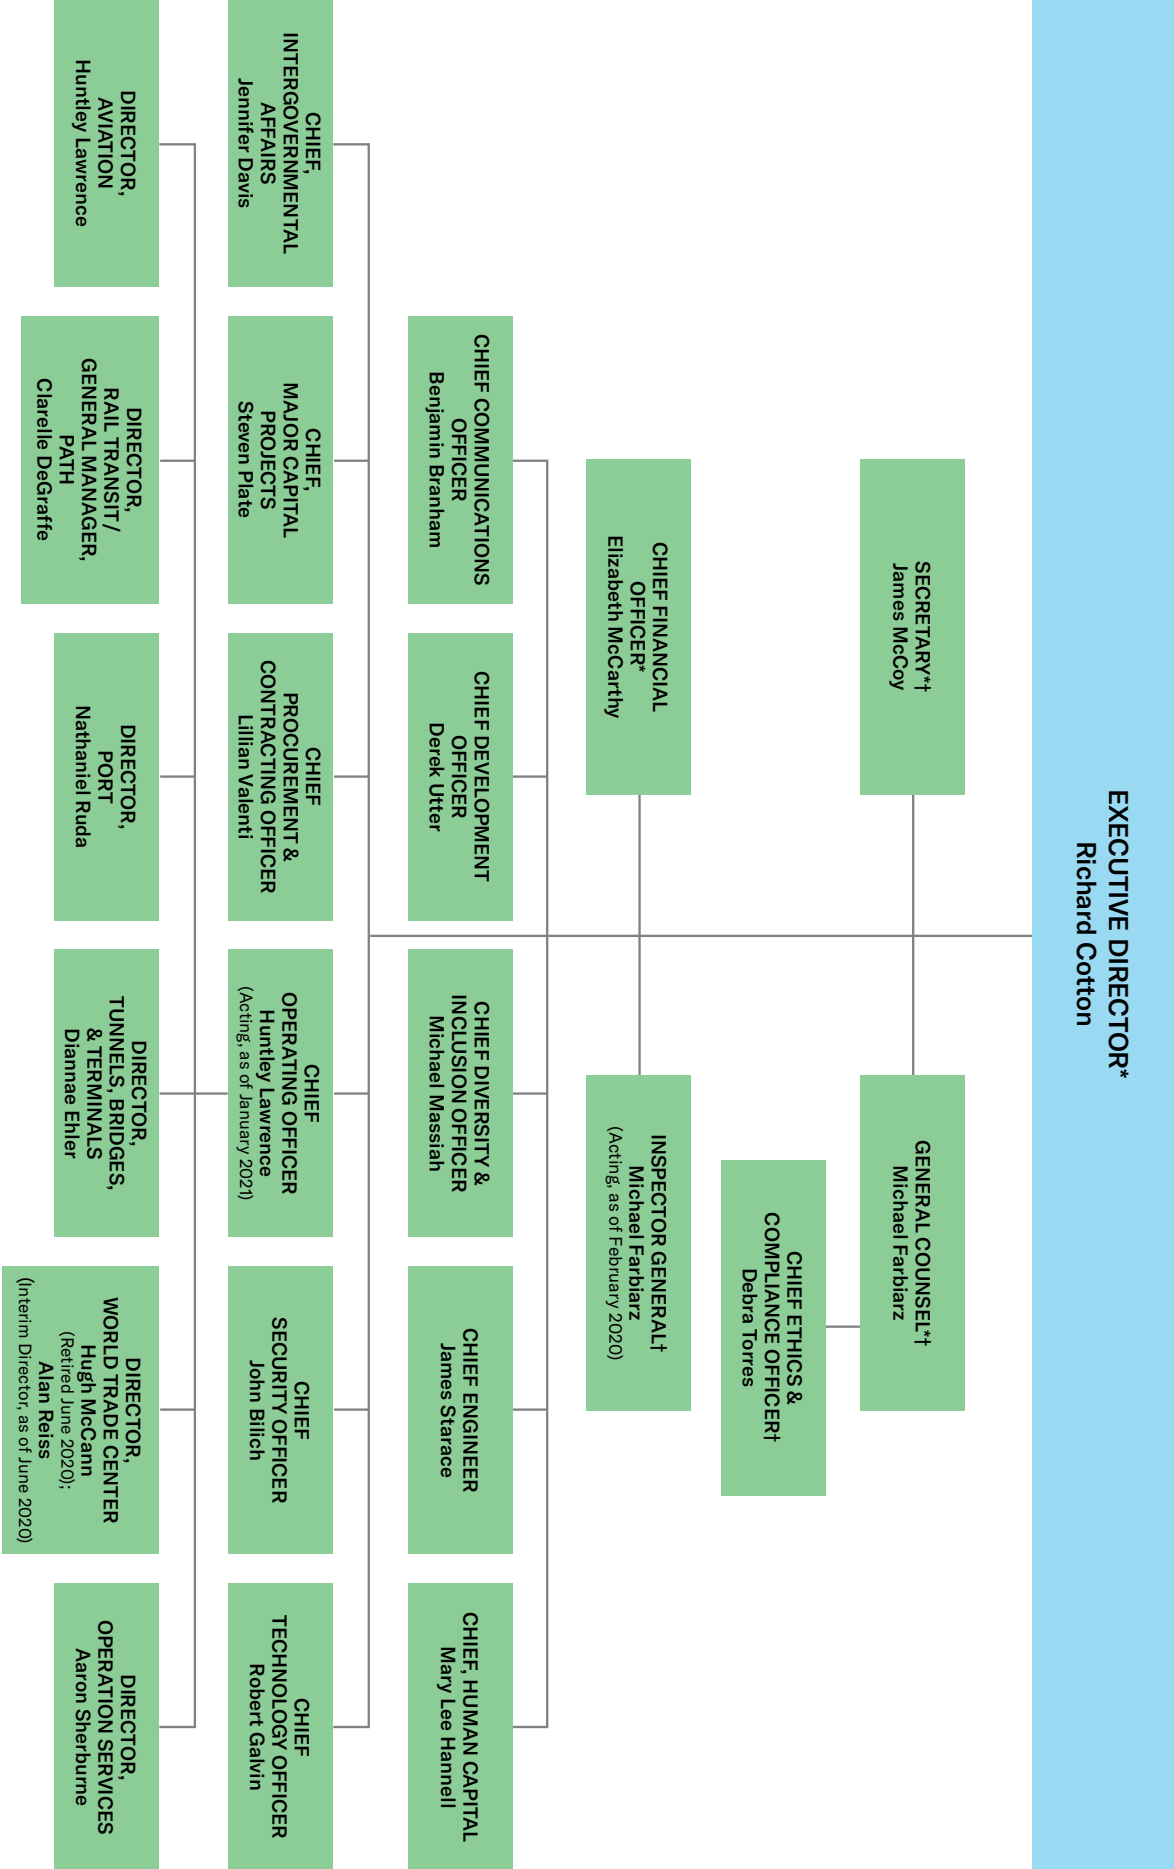 EXECUTIVE DIRECTOR*
Richard Cotton
SECRETARY*†
James McCoy
GENERAL COUNSEL*†
Michael Farbiarz
CHIEF ETHICS &
COMPLIANCE OFFICER†
Debra Torres
CHIEF FINANCIAL
OFFICER*
Elizabeth McCarthy
INSPECTOR GENERAL†
Michael Farbiarz
(Acting, as of February 2020)
CHIEF COMMUNICATIONS
OFFICER
Benjamin Branham
CHIEF DEVELOPMENT
OFFICER
Derek Utter
CHIEF DIVERSITY &
INCLUSION OFFICER
Michael Massiah
CHIEF ENGINEER
James Starace
CHIEF, HUMAN CAPITAL
Mary Lee Hannell
CHIEF,
INTERGOVERNMENTAL
AFFAIRS
Jennifer Davis
CHIEF,
MAJOR CAPITAL
PROJECTS
Steven Plate
CHIEF
PROCUREMENT &
CONTRACTING OFFICER
Lillian Valenti
CHIEF
OPERATING OFFICER
Huntley Lawrence
(Acting, as of January 2021)
CHIEF
SECURITY OFFICER
John Bilich
CHIEF
TECHNOLOGY OFFICER
Robert Galvin
DIRECTOR,
AVIATION
Huntley Lawrence
DIRECTOR,
RAIL TRANSIT /
GENERAL MANAGER,
PATH
Clarelle DeGraffe
DIRECTOR,
PORT
Nathaniel Ruda
DIRECTOR,
TUNNELS, BRIDGES,
& TERMINALS
Diannae Ehler
DIRECTOR,
WORLD TRADE CENTER
Hugh McCann
(Retired June 2020);
Alan Reiss
(Interim Director, as of June 2020)
DIRECTOR,
OPERATION SERVICES
Aaron Sherburne